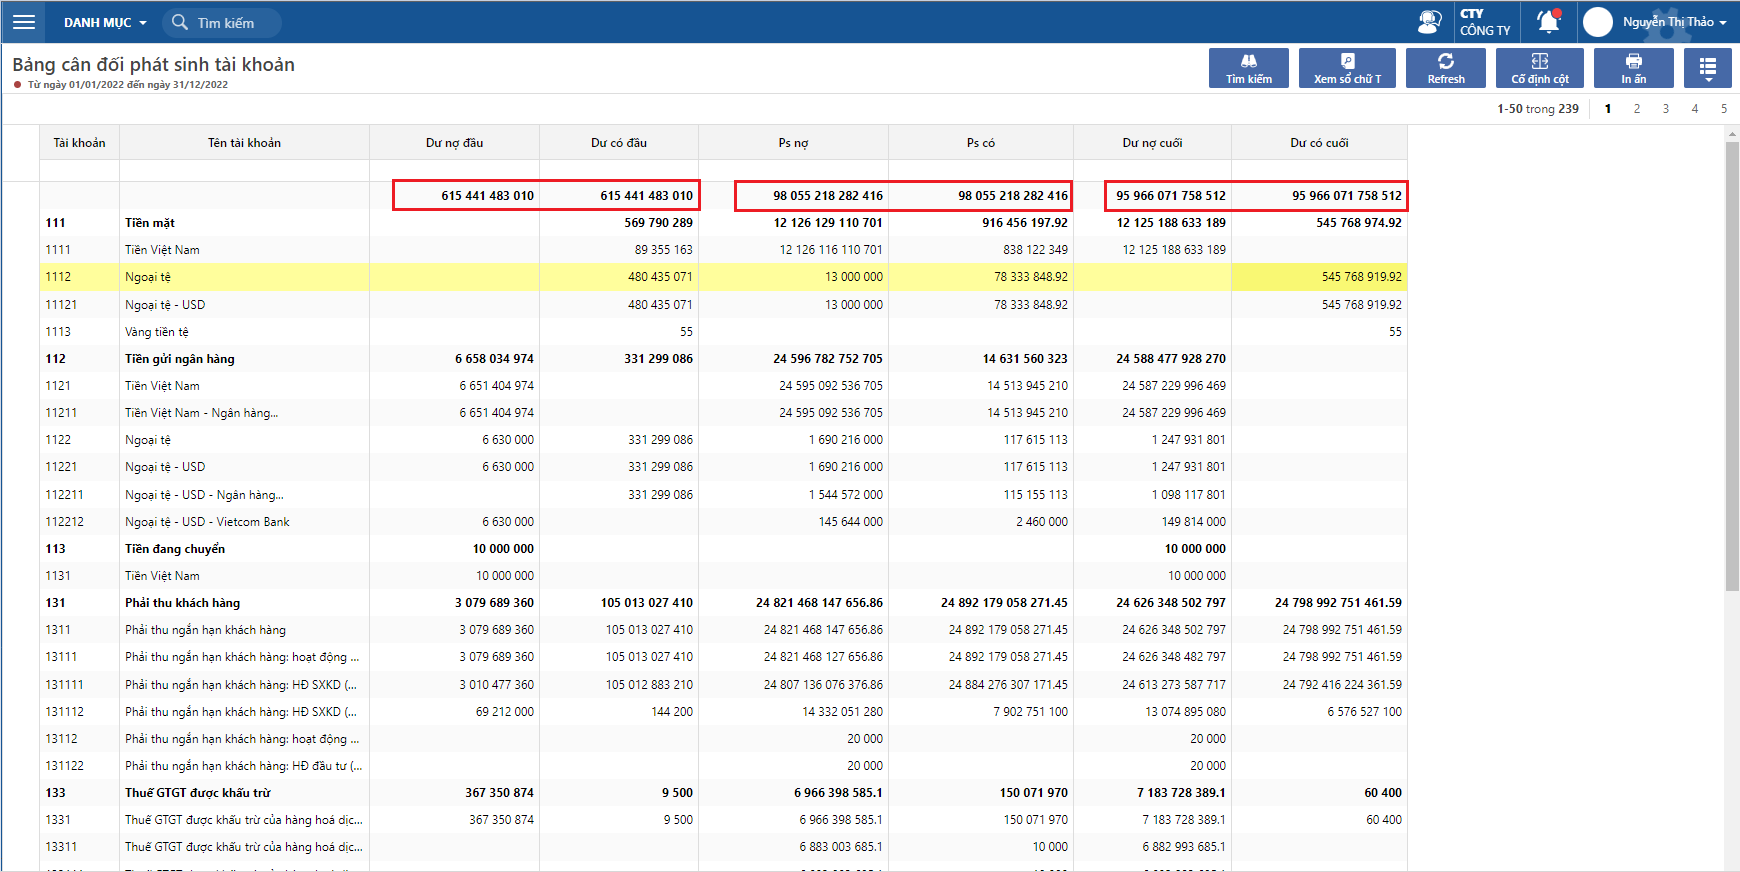 DANH MỤC Tìm kiếm CTY CÔNG TY Nguyễn Thị Thảo
Bảng cân đối phát sinh tài khoản
Từ ngày 01/01/2022 đến ngày 31/12/2022
Tìm kiếm Xem sổ chữ T Refresh Cố định cột In ấn
1-50 trong 239 1 2 3 4 5
Tài khoản Tên tài khoản Dư nợ đầu Dư có đầu Ps nợ Ps có Dư nợ cuối Dư có cuối
615 441 483 010 615 441 483 010 98 055 218 282 416 98 055 218 282 416 95 966 071 758 512 95 966 071 758 512
111 Tiền mặt 569 790 289 12 126 129 110 701 916 456 197.92 12 125 188 633 189 545 768 974.92
1111 Tiền Việt Nam 89 355 163 12 126 116 110 701 838 122 349 12 125 188 633 189
1112 Ngoại tệ 480 435 071 13 000 000 78 333 848.92 545 768 919.92
11121 Ngoại tệ - USD 480 435 071 13 000 000 78 333 848.92 545 768 919.92
1113 Vàng tiền tệ 55 55
112 Tiền gửi ngân hàng 6 658 034 974 331 299 086 24 596 782 752 705 14 631 560 323 24 588 477 928 270
1121 Tiền Việt Nam 6 651 404 974 24 595 092 536 705 14 513 945 210 24 587 229 996 469
11211 Tiền Việt Nam - Ngân hàng... 6 651 404 974 24 595 092 536 705 14 513 945 210 24 587 229 996 469
1122 Ngoại tệ 6 630 000 331 299 086 1 690 216 000 117 615 113 1 247 931 801
11221 Ngoại tệ - USD 6 630 000 331 299 086 1 690 216 000 117 615 113 1 247 931 801
112211 Ngoại tệ - USD - Ngân hàng... 331 299 086 1 544 572 000 115 155 113 1 098 117 801
112212 Ngoại tệ - USD - Vietcom Bank 6 630 000 145 644 000 2 460 000 149 814 000
113 Tiền đang chuyển 10 000 000 10 000 000
1131 Tiền Việt Nam 10 000 000 10 000 000
131 Phải thu khách hàng 3 079 689 360 105 013 027 410 24 821 468 147 656.86 24 892 179 058 271.45 24 626 348 502 797 24 798 992 751 461.59
1311 Phải thu ngắn hạn khách hàng 3 079 689 360 105 013 027 410 24 821 468 147 656.86 24 892 179 058 271.45 24 626 348 502 797 24 798 992 751 461.59
13111 Phải thu ngắn hạn khách hàng: hoạt động ... 3 079 689 360 105 013 027 410 24 821 468 127 656.86 24 892 179 058 271.45 24 626 348 482 797 24 798 992 751 461.59
131111 Phải thu ngắn hạn khách hàng: HĐ SXKD (... 3 010 477 360 105 012 883 210 24 807 136 076 376.86 24 884 276 307 171.45 24 613 273 587 717 24 792 416 224 361.59
131112 Phải thu ngắn hạn khách hàng: HĐ SXKD (... 69 212 000 144 200 14 332 051 280 7 902 751 100 13 074 895 080 6 576 527 100
13112 Phải thu ngắn hạn khách hàng: hoạt động ... 20 000 20 000
131122 Phải thu ngắn hạn khách hàng: HĐ đầu tư (... 20 000 20 000
133 Thuế GTGT được khấu trừ 367 350 874 9 500 6 966 398 585.1 150 071 970 7 183 728 389.1 60 400
1331 Thuế GTGT được khấu trừ của hàng hoá dịc... 367 350 874 9 500 6 966 398 585.1 150 071 970 7 183 728 389.1 60 400
13311 Thuế GTGT được khấu trừ của hàng hoá dịc... 6 883 003 685.1 10 000 6 882 993 685.1